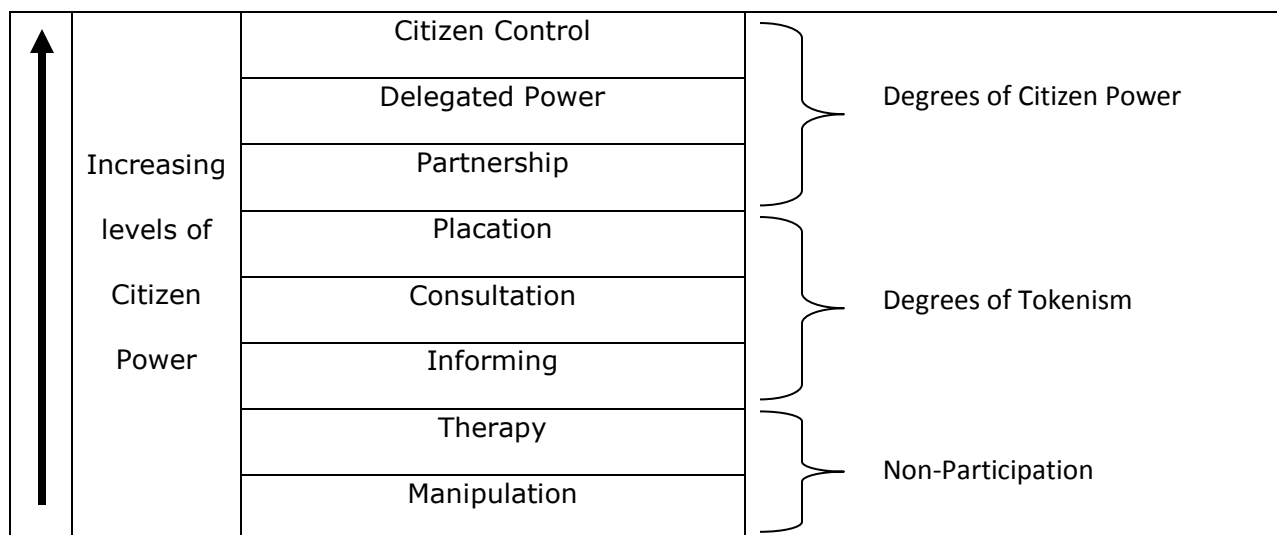 Citizen Control
Delegated Power
Partnership
Placation
Consultation
Informing
Therapy
Manipulation
Increasing
levels of
Citizen
Power
Degrees of Citizen Power
Degrees of Tokenism
Non-Participation